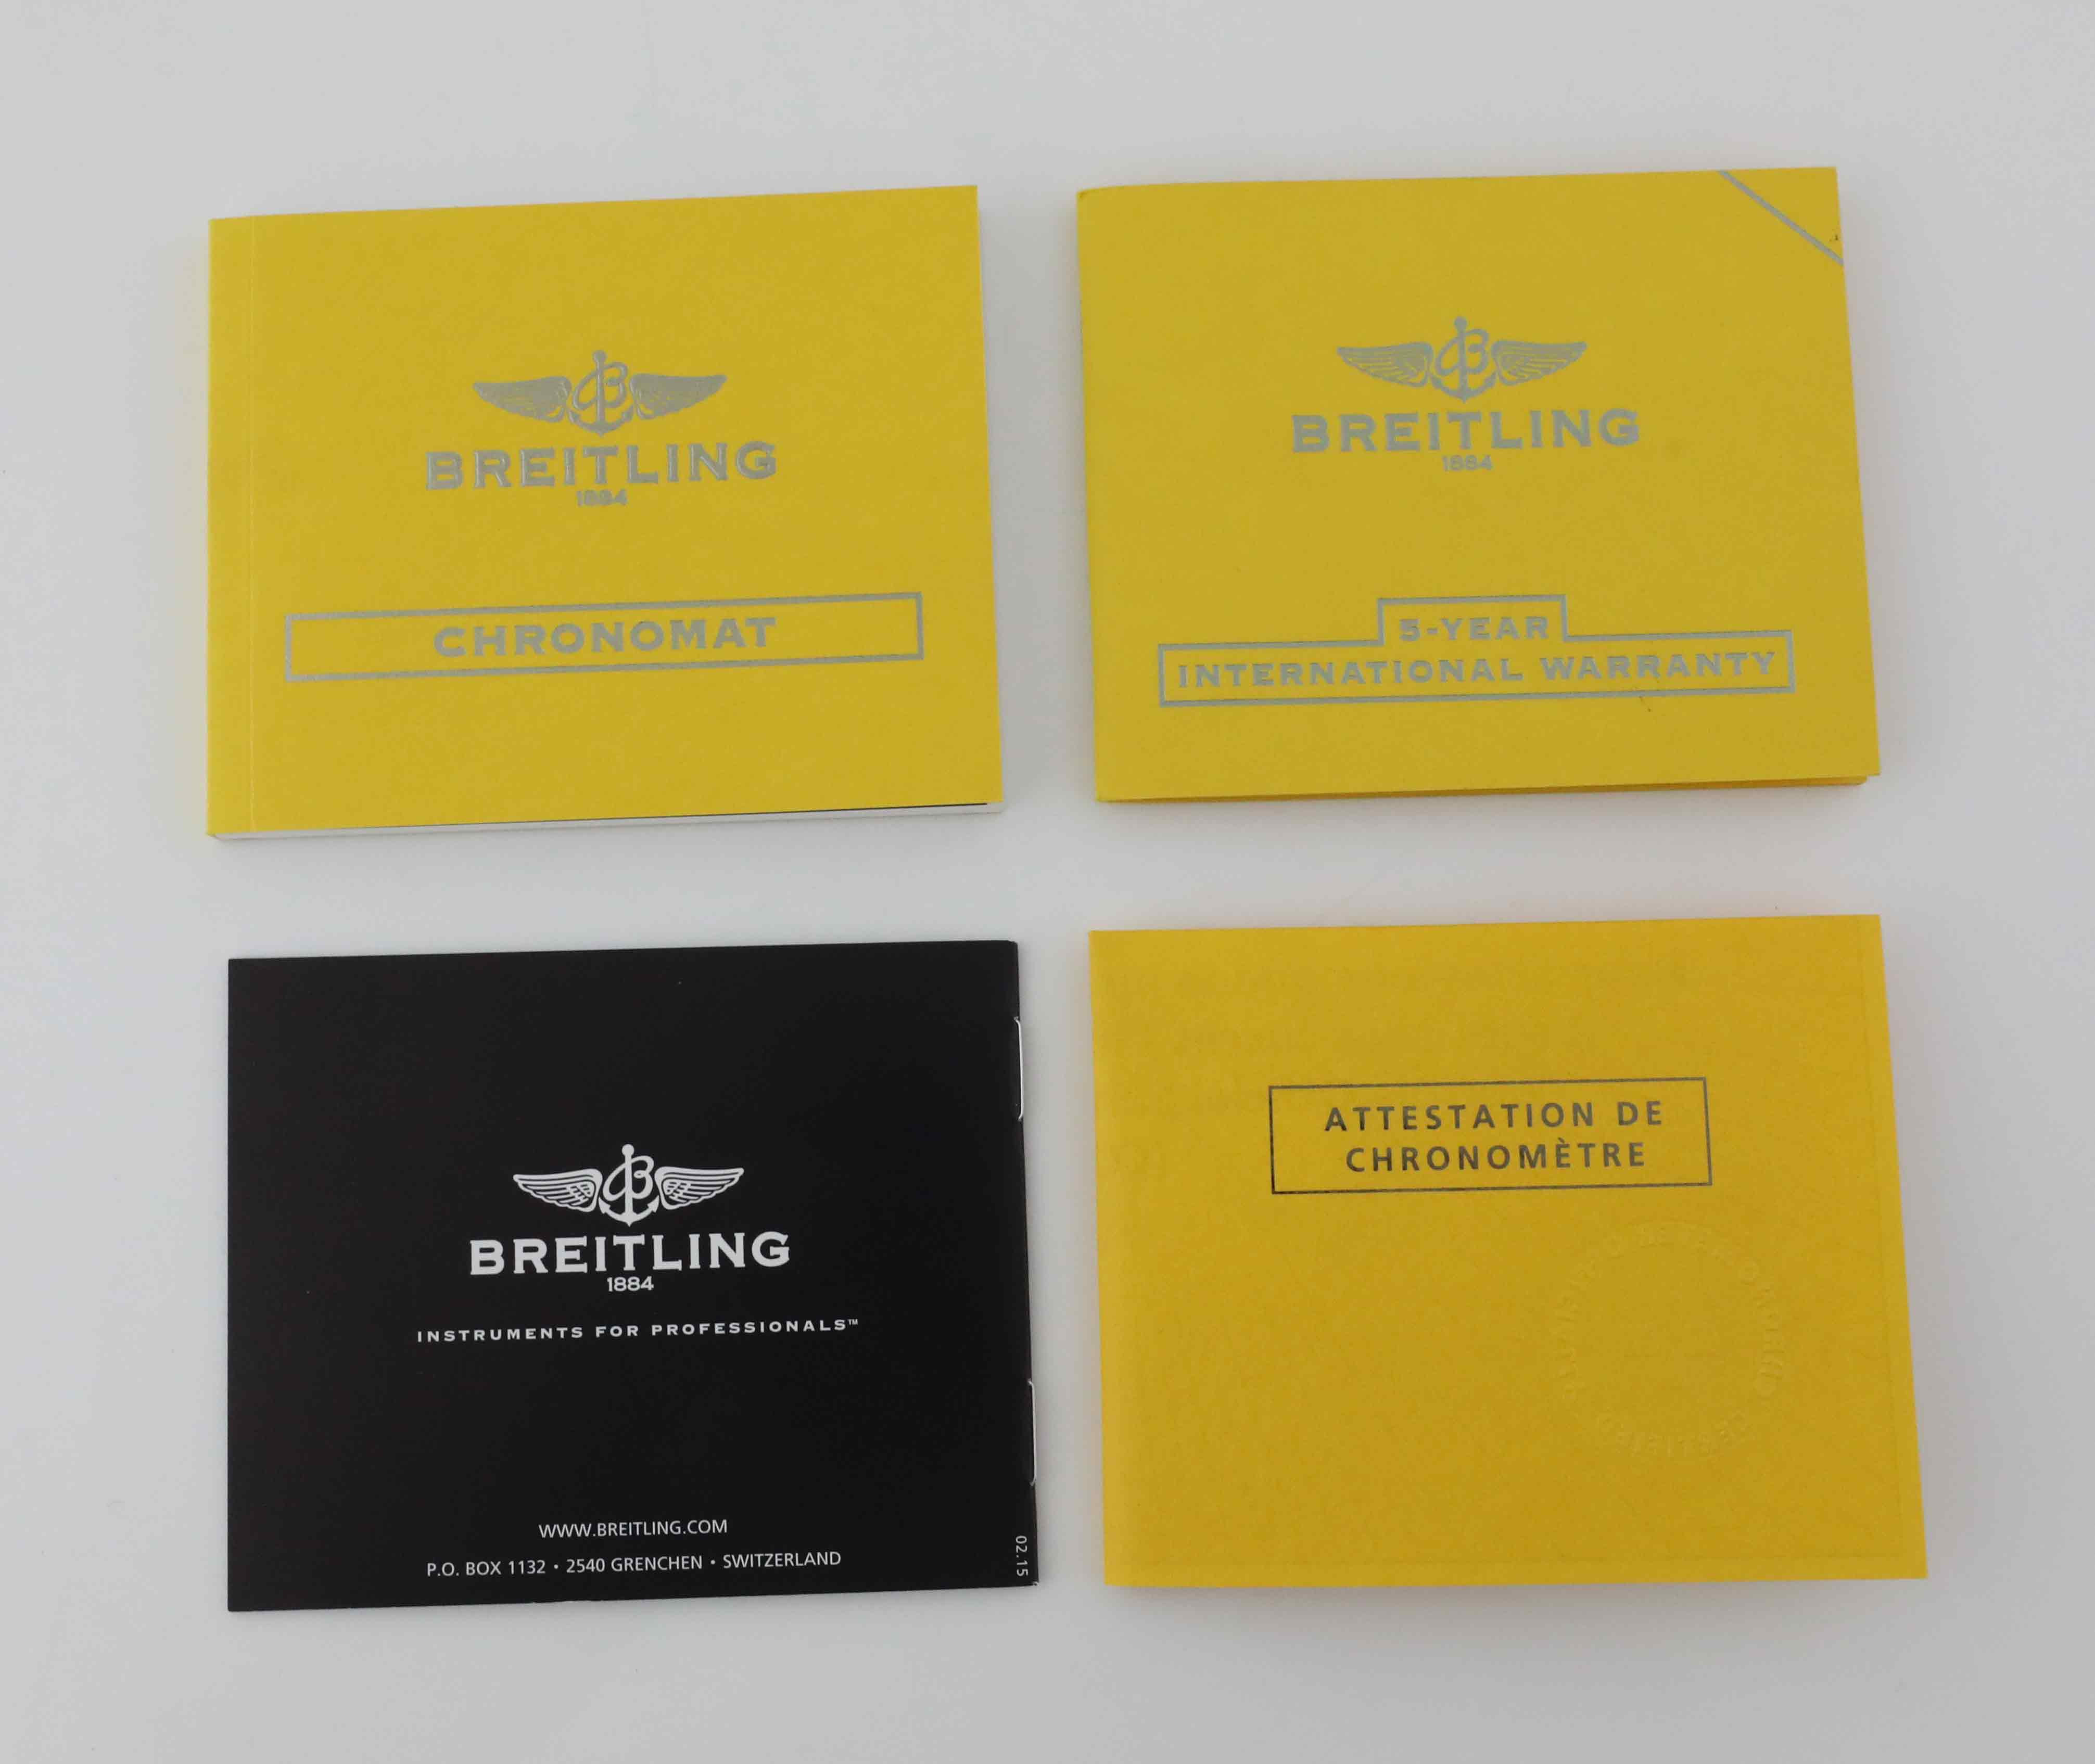 BREITLING
1884
CHRONOMAT
BREITLING
1884
5-YEAR
INTERNATIONAL WARRANTY
BREITLING
1884
INSTRUMENTS FOR PROFESSIONALS™
WWW.BREITLING.COM
P.O. BOX 1132 • 2540 GRENCHEN • SWITZERLAND
02.15
ATTESTATION DE
CHRONOMÈTRE